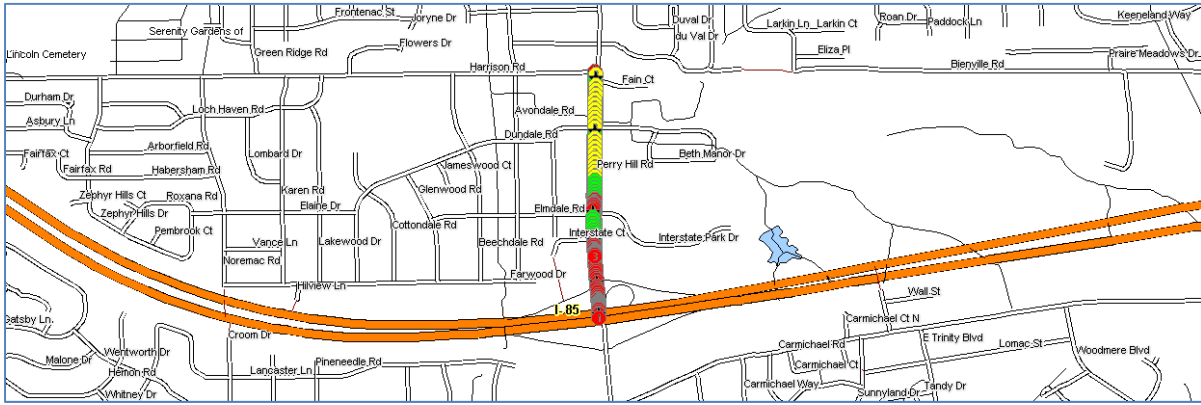 Frontenac St
Joryne Dr
Duval Dr
du Val Dr
Larkin Ln
Larkin Ct
Roan Dr
Paddock Ln
Keeneland Way
Serenity Gardens of
Lincoln Cemetery
Green Ridge Rd
Flowers Dr
Eliza Pl
Prairie Meadows Dr
Harrison Rd
Bienville Rd
Fain Ct
Durham Dr
Loch Haven Rd
Avondale Rd
Asbury Ln
Dundale Rd
Fairfax Ct
Arborfield Rd
Lombard Dr
Jameswood Ct
Perry Hill Rd
Beth Manor Dr
Fairfax Rd
Habersham Rd
Karen Rd
Glenwood Rd
Zephyr Hills Ct
Roxana Rd
Elaine Dr
Zephyr Hills Dr
Cottondale Rd
Elmdale Rd
Pembrook Ct
Vance Ln
Lakewood Dr
Beechdale Rd
Interstate Ct
Interstate Park Dr
Noremac Rd
3
Farwood Dr
Hillview Ln
Wall St
I-85
Gatsby Ln
Croom Dr
Carmichael Ct N
E Trinity Blvd
Malone Dr
Wentworth Dr
Pineneedle Rd
Carmichael Rd
Lomac St
Woodmere Blvd
Heron Rd
Lancaster Ln
Carmichael Ct
Whitney Dr
Carmichael Way
Sunnyland Dr
Tandy Dr